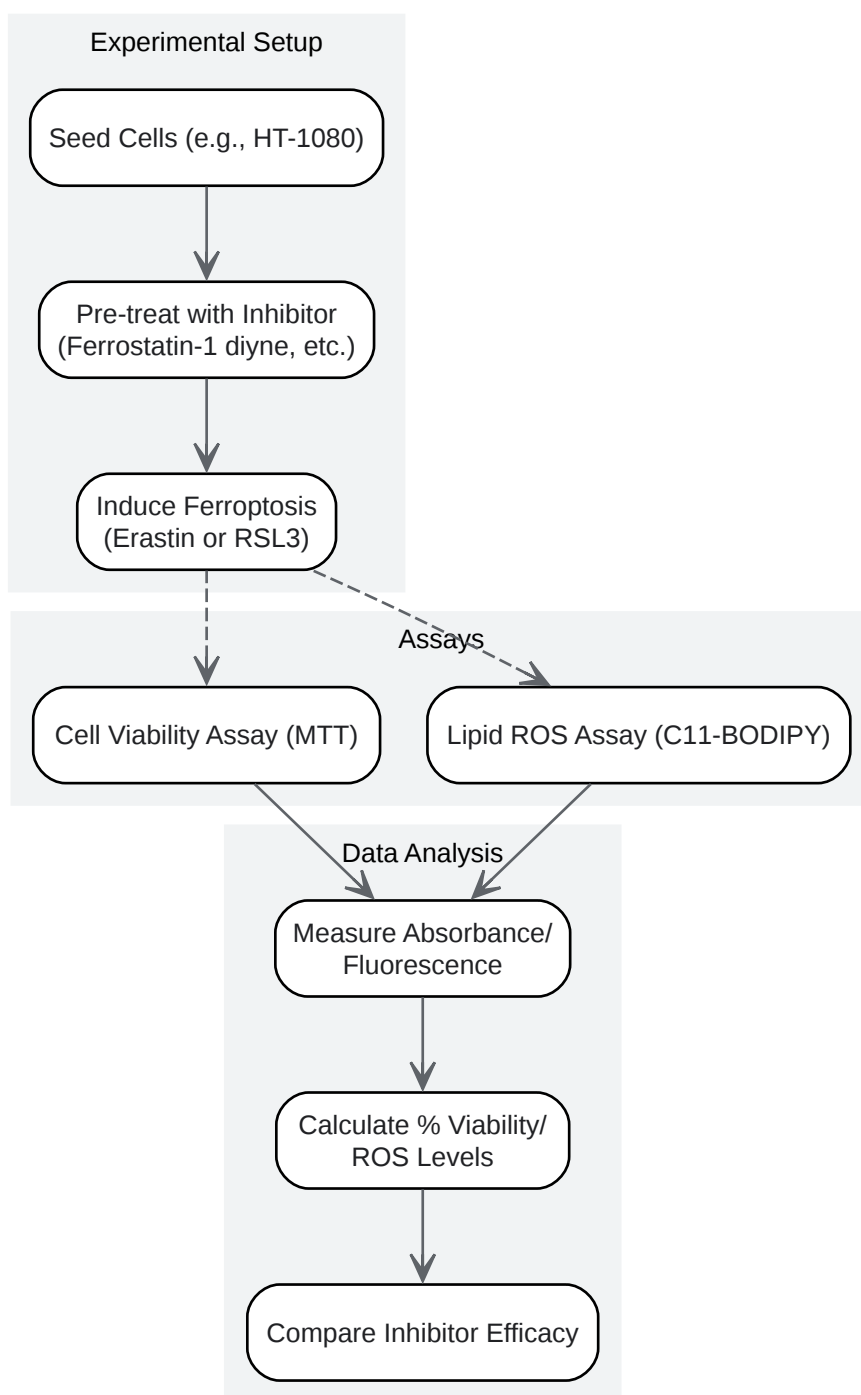 Experimental Setup
Seed Cells (e.g., HT-1080)
Pre-treat with Inhibitor
(Ferrostatin-1 diyne, etc.)
Induce Ferroptosis
(Erastin or RSL3)
Assays
Cell Viability Assay (MTT)
Lipid ROS Assay (C11-BODIPY)
Data Analysis
Measure Absorbance/
Fluorescence
Calculate % Viability/
ROS Levels
Compare Inhibitor Efficacy